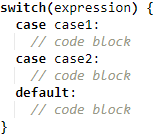 switch(expression) {
  case case1:
    // code block
  case case2:
    // code block
  default:
    // code block
}